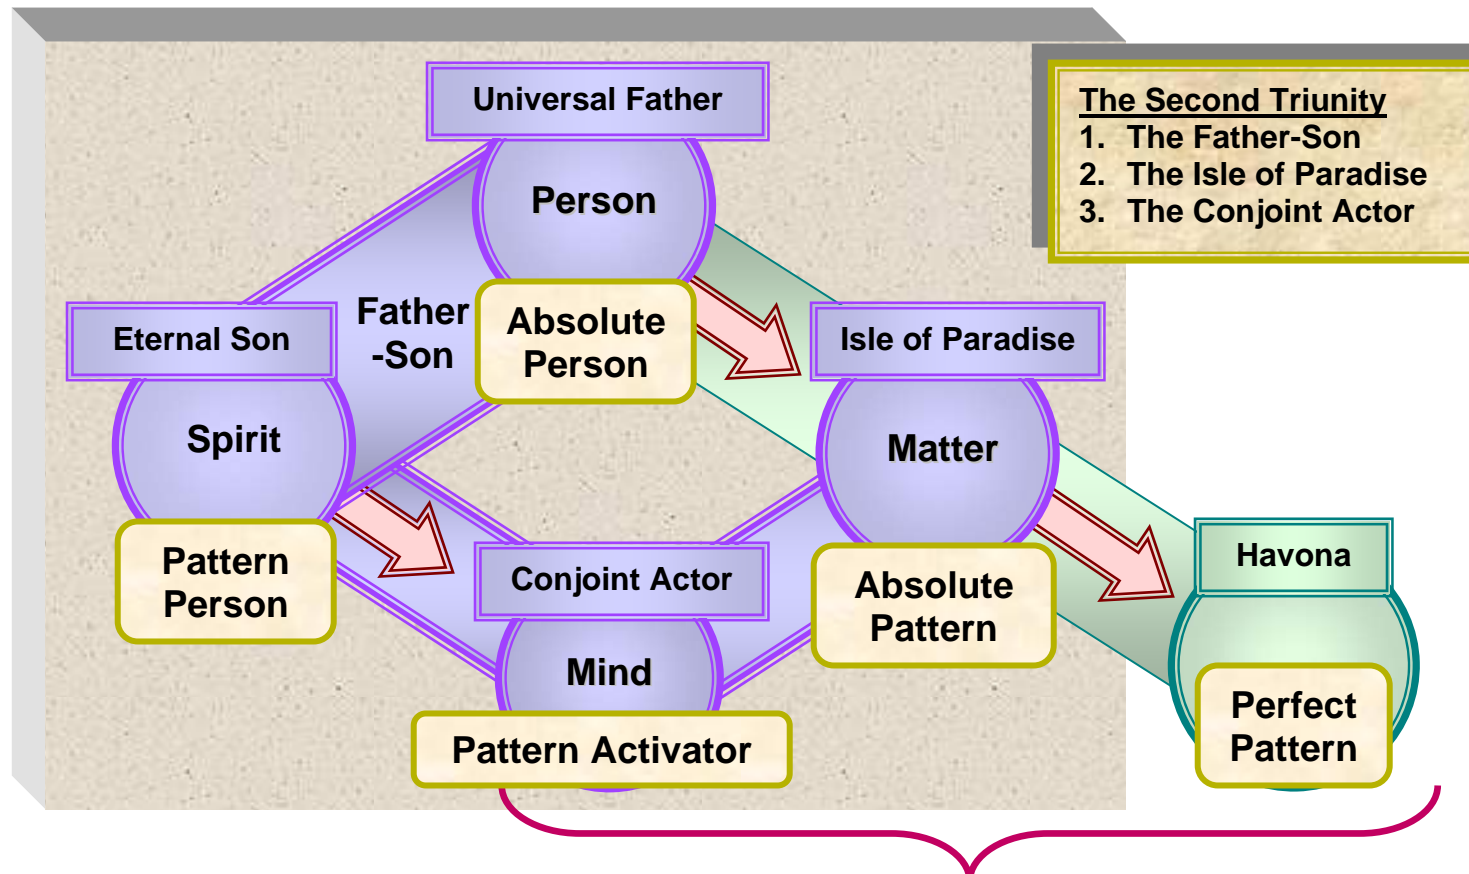 Universal Father
Person
The Second Triunity
1. The Father-Son
2. The Isle of Paradise
3. The Conjoint Actor
Eternal Son
Father
-Son
Absolute
Person
Isle of Paradise
Spirit
Matter
Pattern
Person
Conjoint Actor
Absolute
Pattern
Havona
Mind
Pattern Activator
Perfect
Pattern